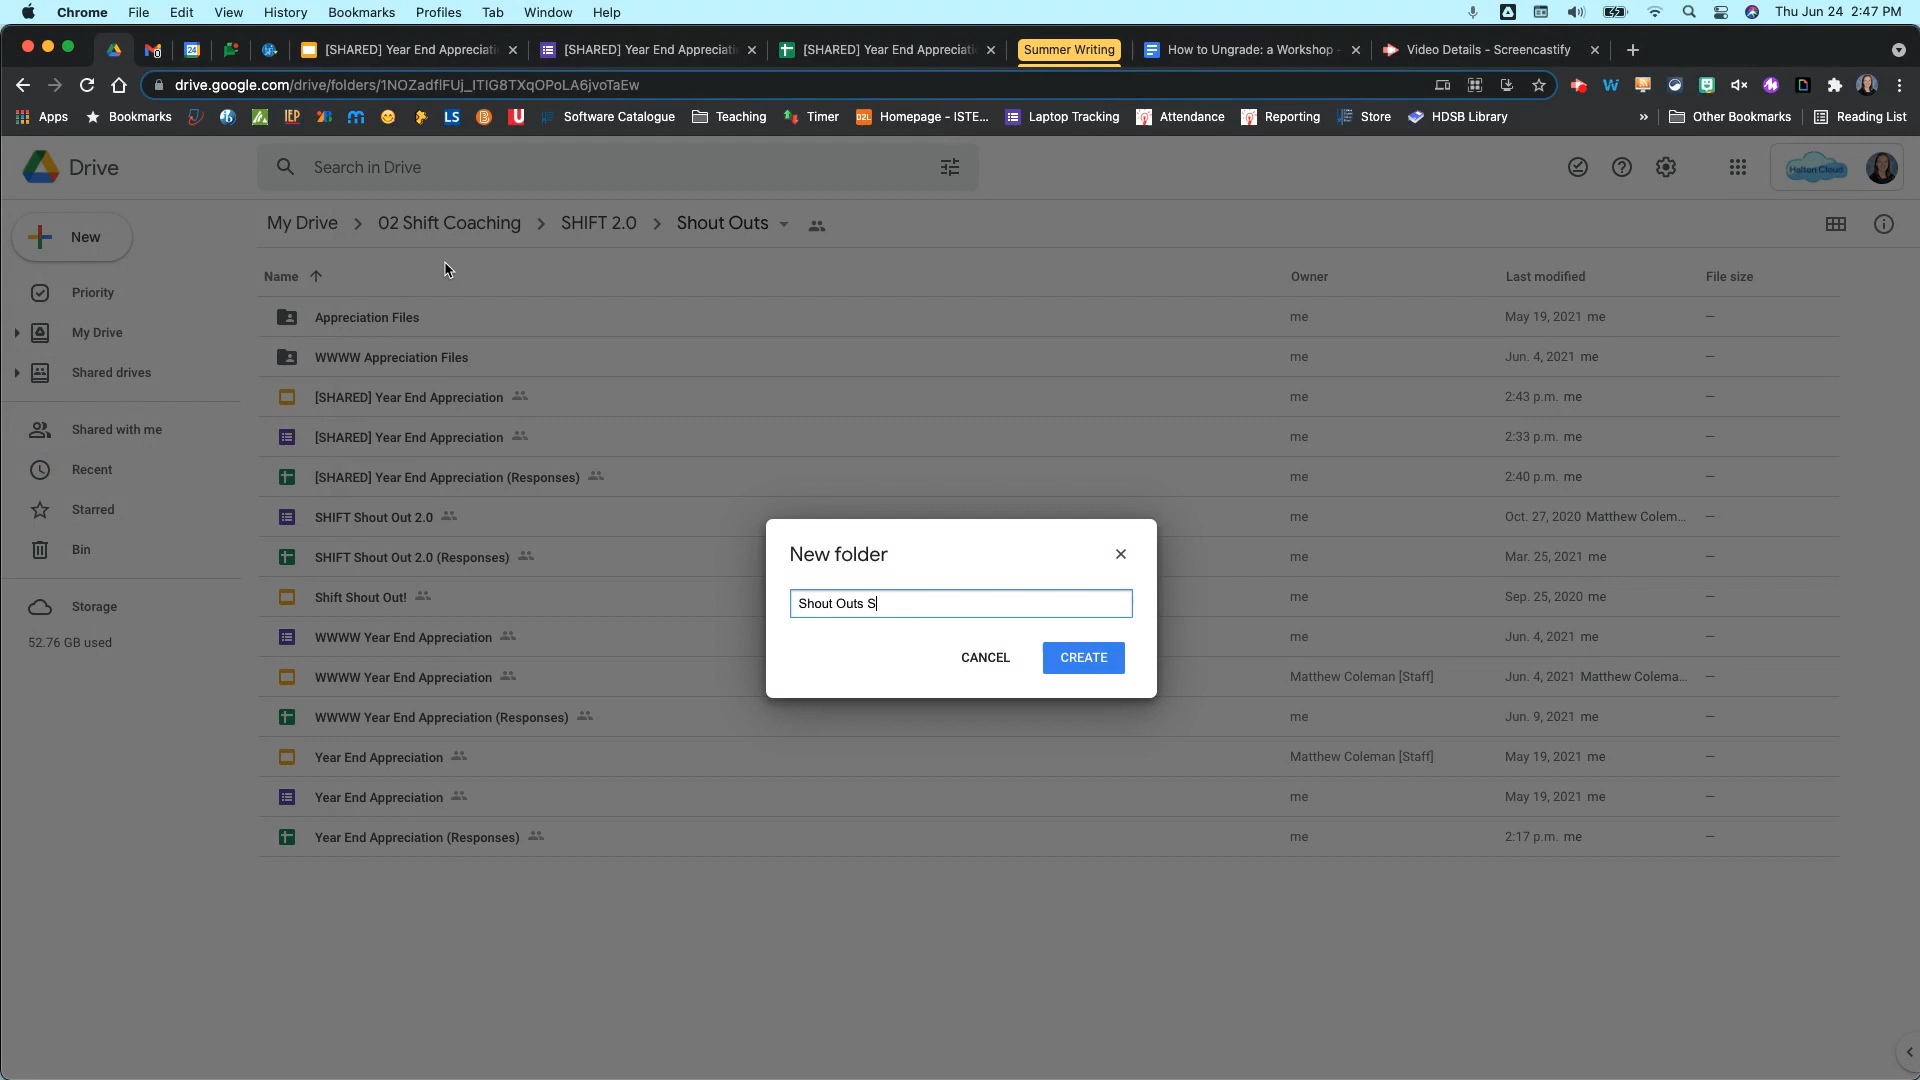 Chrome File Edit View History Bookmarks Profiles Tab Window Help Thu Jun 24 2:47 PM
[SHARED] Year End Appreciati [SHARED] Year End Appreciati [SHARED] Year End Appreciati Summer Writing How to Ungrade: a Workshop - Video Details - Screencastify
drive.google.com/drive/folders/1NOZadflFUj_ITIG8TXqOPoLA6jvoTaEw
Apps Bookmarks IEP LS Software Catalogue Teaching Timer D2L Homepage - ISTE... Laptop Tracking Attendance Reporting Store HDSB Library » Other Bookmarks Reading List
Drive Search in Drive Halton Cloud
New
My Drive > 02 Shift Coaching > SHIFT 2.0 > Shout Outs
Name Owner Last modified File size
Priority
My Drive
Shared drives
Shared with me
Recent
Starred
Bin
Storage
52.76 GB used
Appreciation Files me May 19, 2021 me –
WWWW Appreciation Files me Jun. 4, 2021 me –
[SHARED] Year End Appreciation me 2:43 p.m. me –
[SHARED] Year End Appreciation me 2:33 p.m. me –
[SHARED] Year End Appreciation (Responses) me 2:40 p.m. me –
SHIFT Shout Out 2.0 me Oct. 27, 2020 Matthew Colem... –
SHIFT Shout Out 2.0 (Responses) me Mar. 25, 2021 me –
Shift Shout Out! me Sep. 25, 2020 me –
WWWW Year End Appreciation me Jun. 4, 2021 me –
WWWW Year End Appreciation Matthew Coleman [Staff] Jun. 4, 2021 Matthew Colema... –
WWWW Year End Appreciation (Responses) me Jun. 9, 2021 me –
Year End Appreciation Matthew Coleman [Staff] May 19, 2021 me –
Year End Appreciation me May 19, 2021 me –
Year End Appreciation (Responses) me 2:17 p.m. me –
New folder
Shout Outs S
CANCEL CREATE